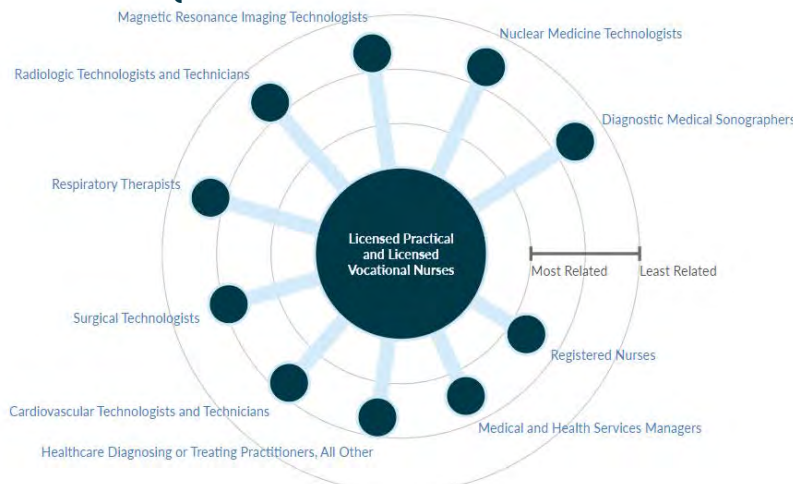 Magnetic Resonance Imaging Technologists
Nuclear Medicine Technologists
Radiologic Technologists and Technicians
Diagnostic Medical Sonographers
Respiratory Therapists
Licensed Practical
and Licensed
Vocational Nurses
Most Related
Least Related
Surgical Technologists
Registered Nurses
Cardiovascular Technologists and Technicians
Medical and Health Services Managers
Healthcare Diagnosing or Treating Practitioners, All Other